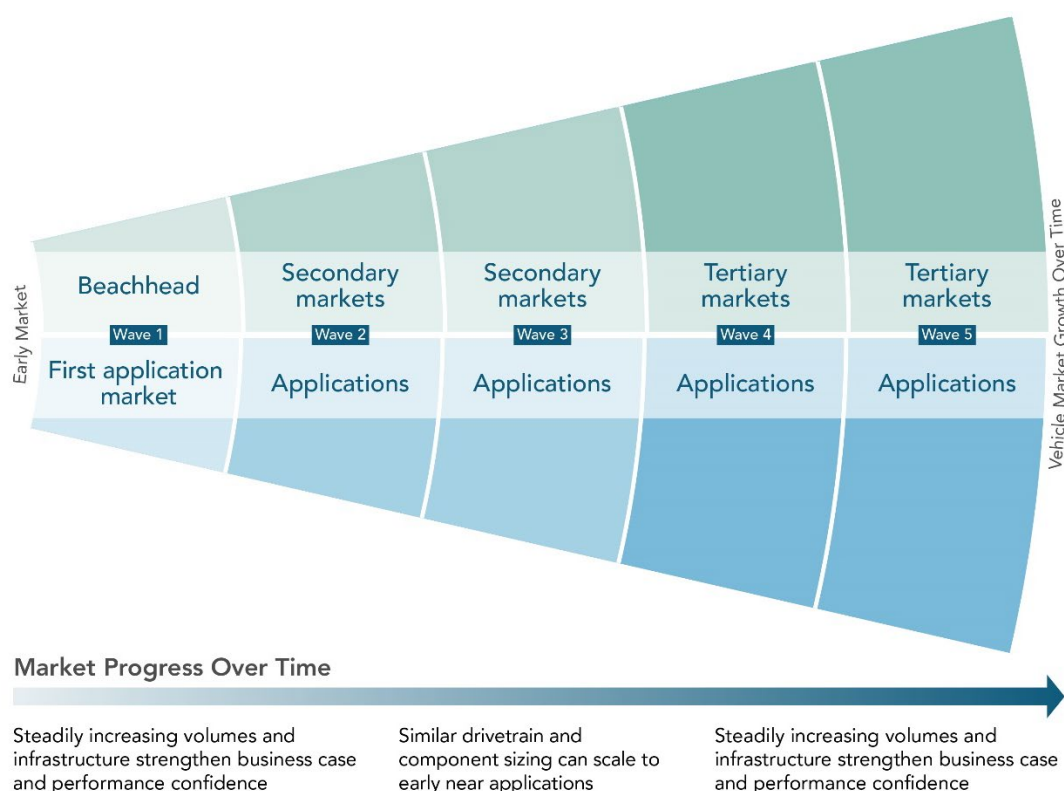 Early Market
Beachhead
Wave 1
First application
market
Secondary
markets
Wave 2
Applications
Secondary
markets
Wave 3
Applications
Tertiary
markets
Wave 4
Applications
Tertiary
markets
Wave 5
Applications
Vehicle Market Growth Over Time
Market Progress Over Time
Steadily increasing volumes and
infrastructure strengthen business case
and performance confidence
Similar drivetrain and
component sizing can scale to
early near applications
Steadily increasing volumes and
infrastructure strengthen business case
and performance confidence